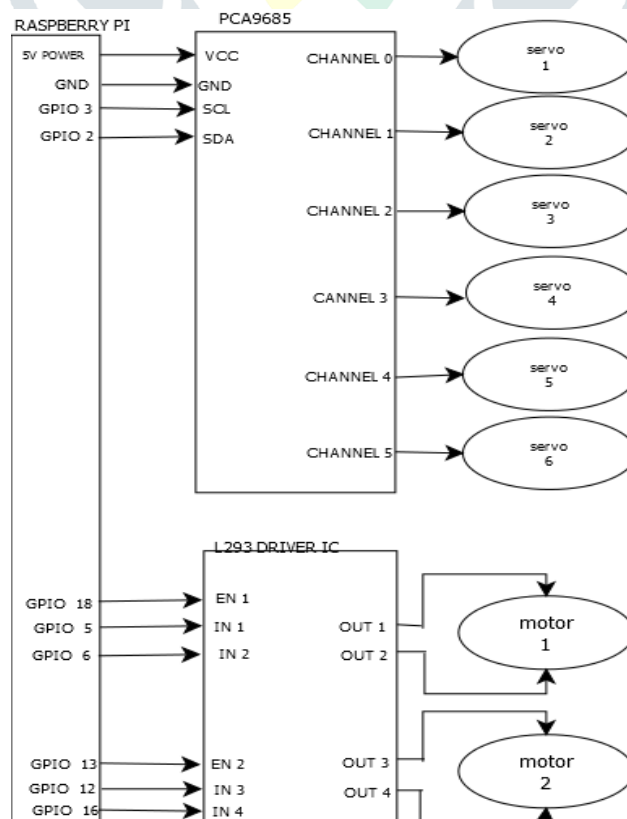 RASPBERRY PI
5V POWER
GND
GPIO 3
GPIO 2
PCA9685
VCC
GND
SCL
SDA
CHANNEL 0
CHANNEL 1
CHANNEL 2
CANNEL 3
CHANNEL 4
CHANNEL 5
servo
1
servo
2
servo
3
servo
4
servo
5
servo
6
L293 DRIVER IC
GPIO 18
GPIO 5
GPIO 6
GPIO 13
GPIO 12
GPIO 16
EN 1
IN 1
IN 2
EN 2
IN 3
IN 4
OUT 1
OUT 2
OUT 3
OUT 4
motor
1
motor
2